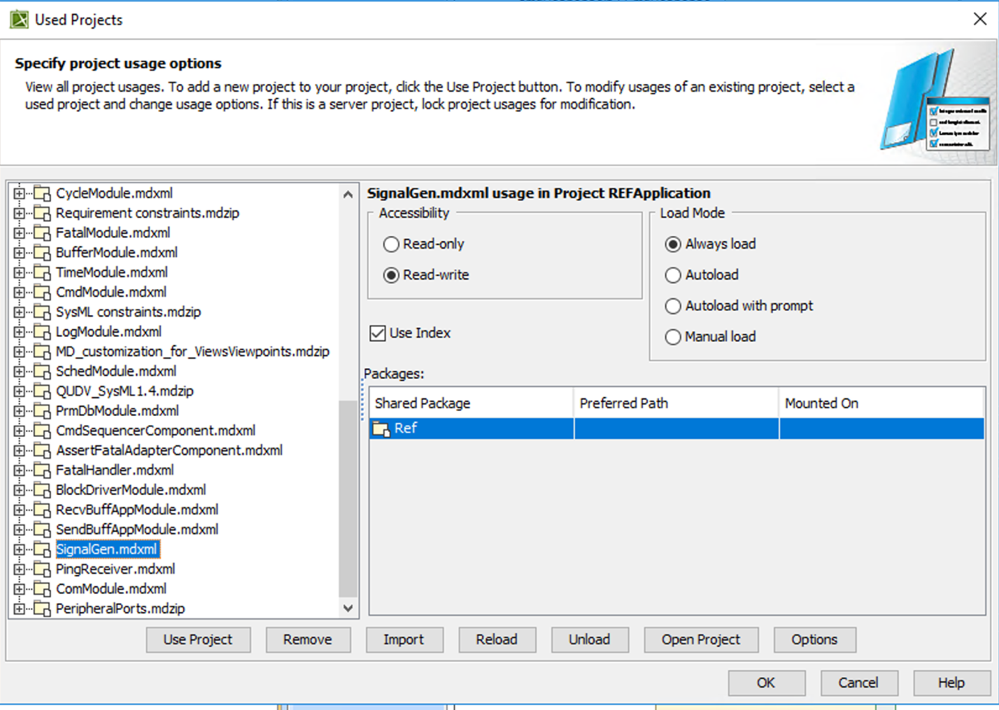 Used Projects
Specify project usage options
View all project usages. To add a new project to your project, click the Use Project button. To modify usages of an existing project, select a
used project and change usage options. If this is a server project, lock project usages for modification.
CycleModule.mdxml
Requirement constraints.mdzip
FatalModule.mdxml
BufferModule.mdxml
TimeModule.mdxml
CmdModule.mdxml
SysML constraints.mdzip
LogModule.mdxml
MD_customization_for_ViewsViewpoints.mdzip
SchedModule.mdxml
QUDV_SysML1.4.mdzip
PrmDbModule.mdxml
CmdSequencerComponent.mdxml
AssertFatalAdapterComponent.mdxml
FatalHandler.mdxml
BlockDriverModule.mdxml
RecvBuffAppModule.mdxml
SendBuffAppModule.mdxml
SignalGen.mdxml
PingReceiver.mdxml
ComModule.mdxml
PeripheralPorts.mdzip
SignalGen.mdxml usage in Project REFApplication
Accessibility
Read-only
Read-write
Load Mode
Always load
Autoload
Autoload with prompt
Manual load
Use Index
Packages:
Shared Package Preferred Path Mounted On
Ref
Use Project Remove Import Reload Unload Open Project Options
OK Cancel Help